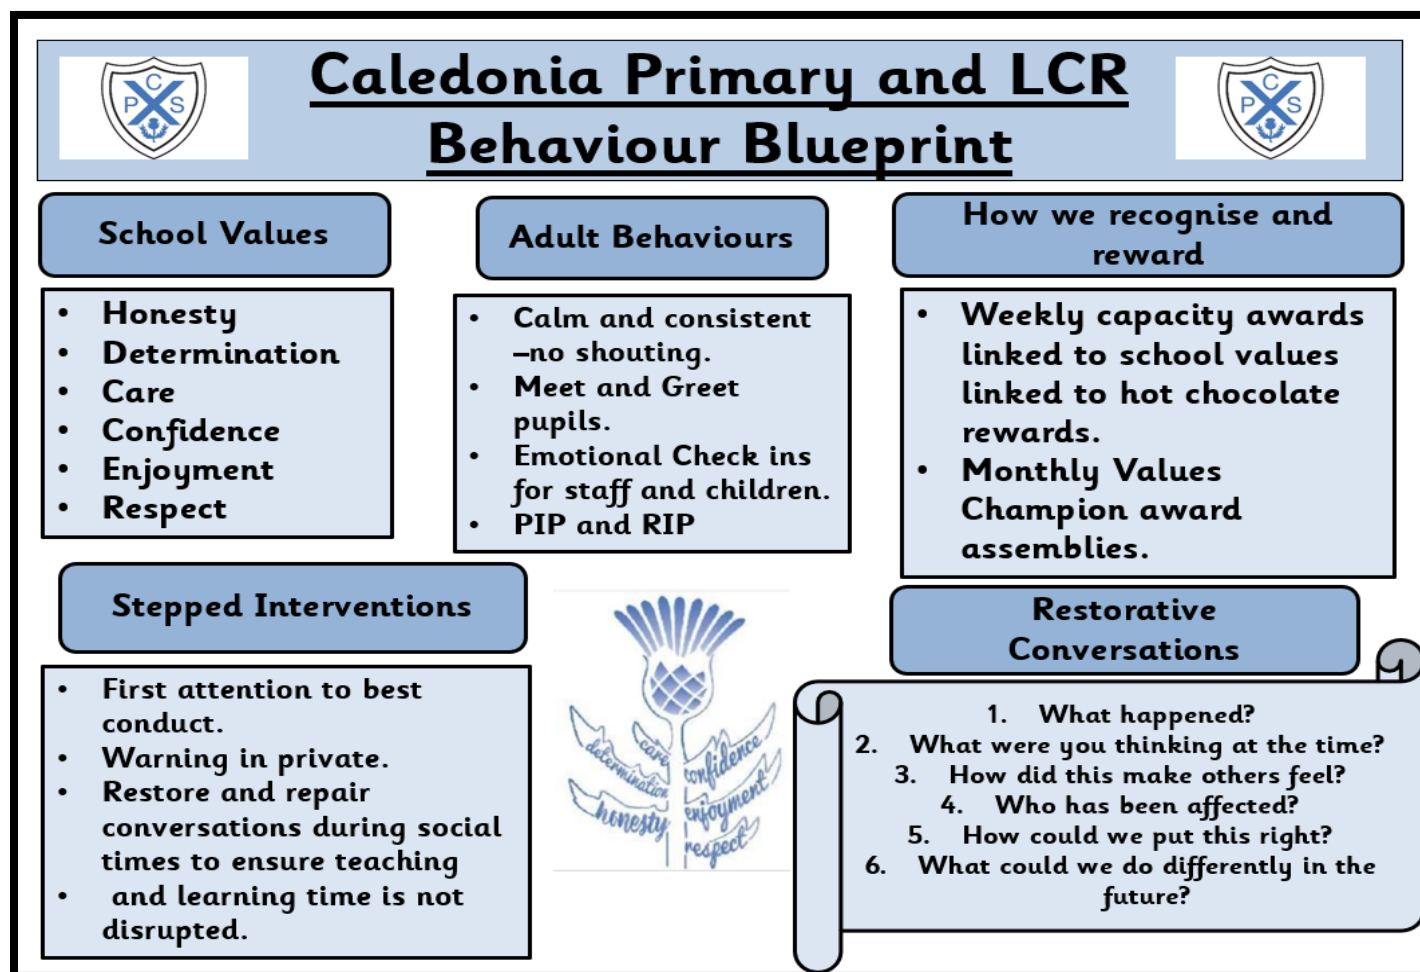 Caledonia Primary and LCR
Behaviour Blueprint
C
P S
C
P S
School Values
• Honesty
• Determination
• Care
• Confidence
• Enjoyment
• Respect
Adult Behaviours
• Calm and consistent
–no shouting.
• Meet and Greet
pupils.
• Emotional Check ins
for staff and children.
• PIP and RIP
How we recognise and
reward
• Weekly capacity awards
linked to school values
linked to hot chocolate
rewards.
• Monthly Values
Champion award
assemblies.
Stepped Interventions
• First attention to best
conduct.
• Warning in private.
• Restore and repair
conversations during social
times to ensure teaching
• and learning time is not
disrupted.
care
determination
honesty
confidence
enjoyment
respect
Restorative
Conversations
1. What happened?
2. What were you thinking at the time?
3. How did this make others feel?
4. Who has been affected?
5. How could we put this right?
6. What could we do differently in the
future?